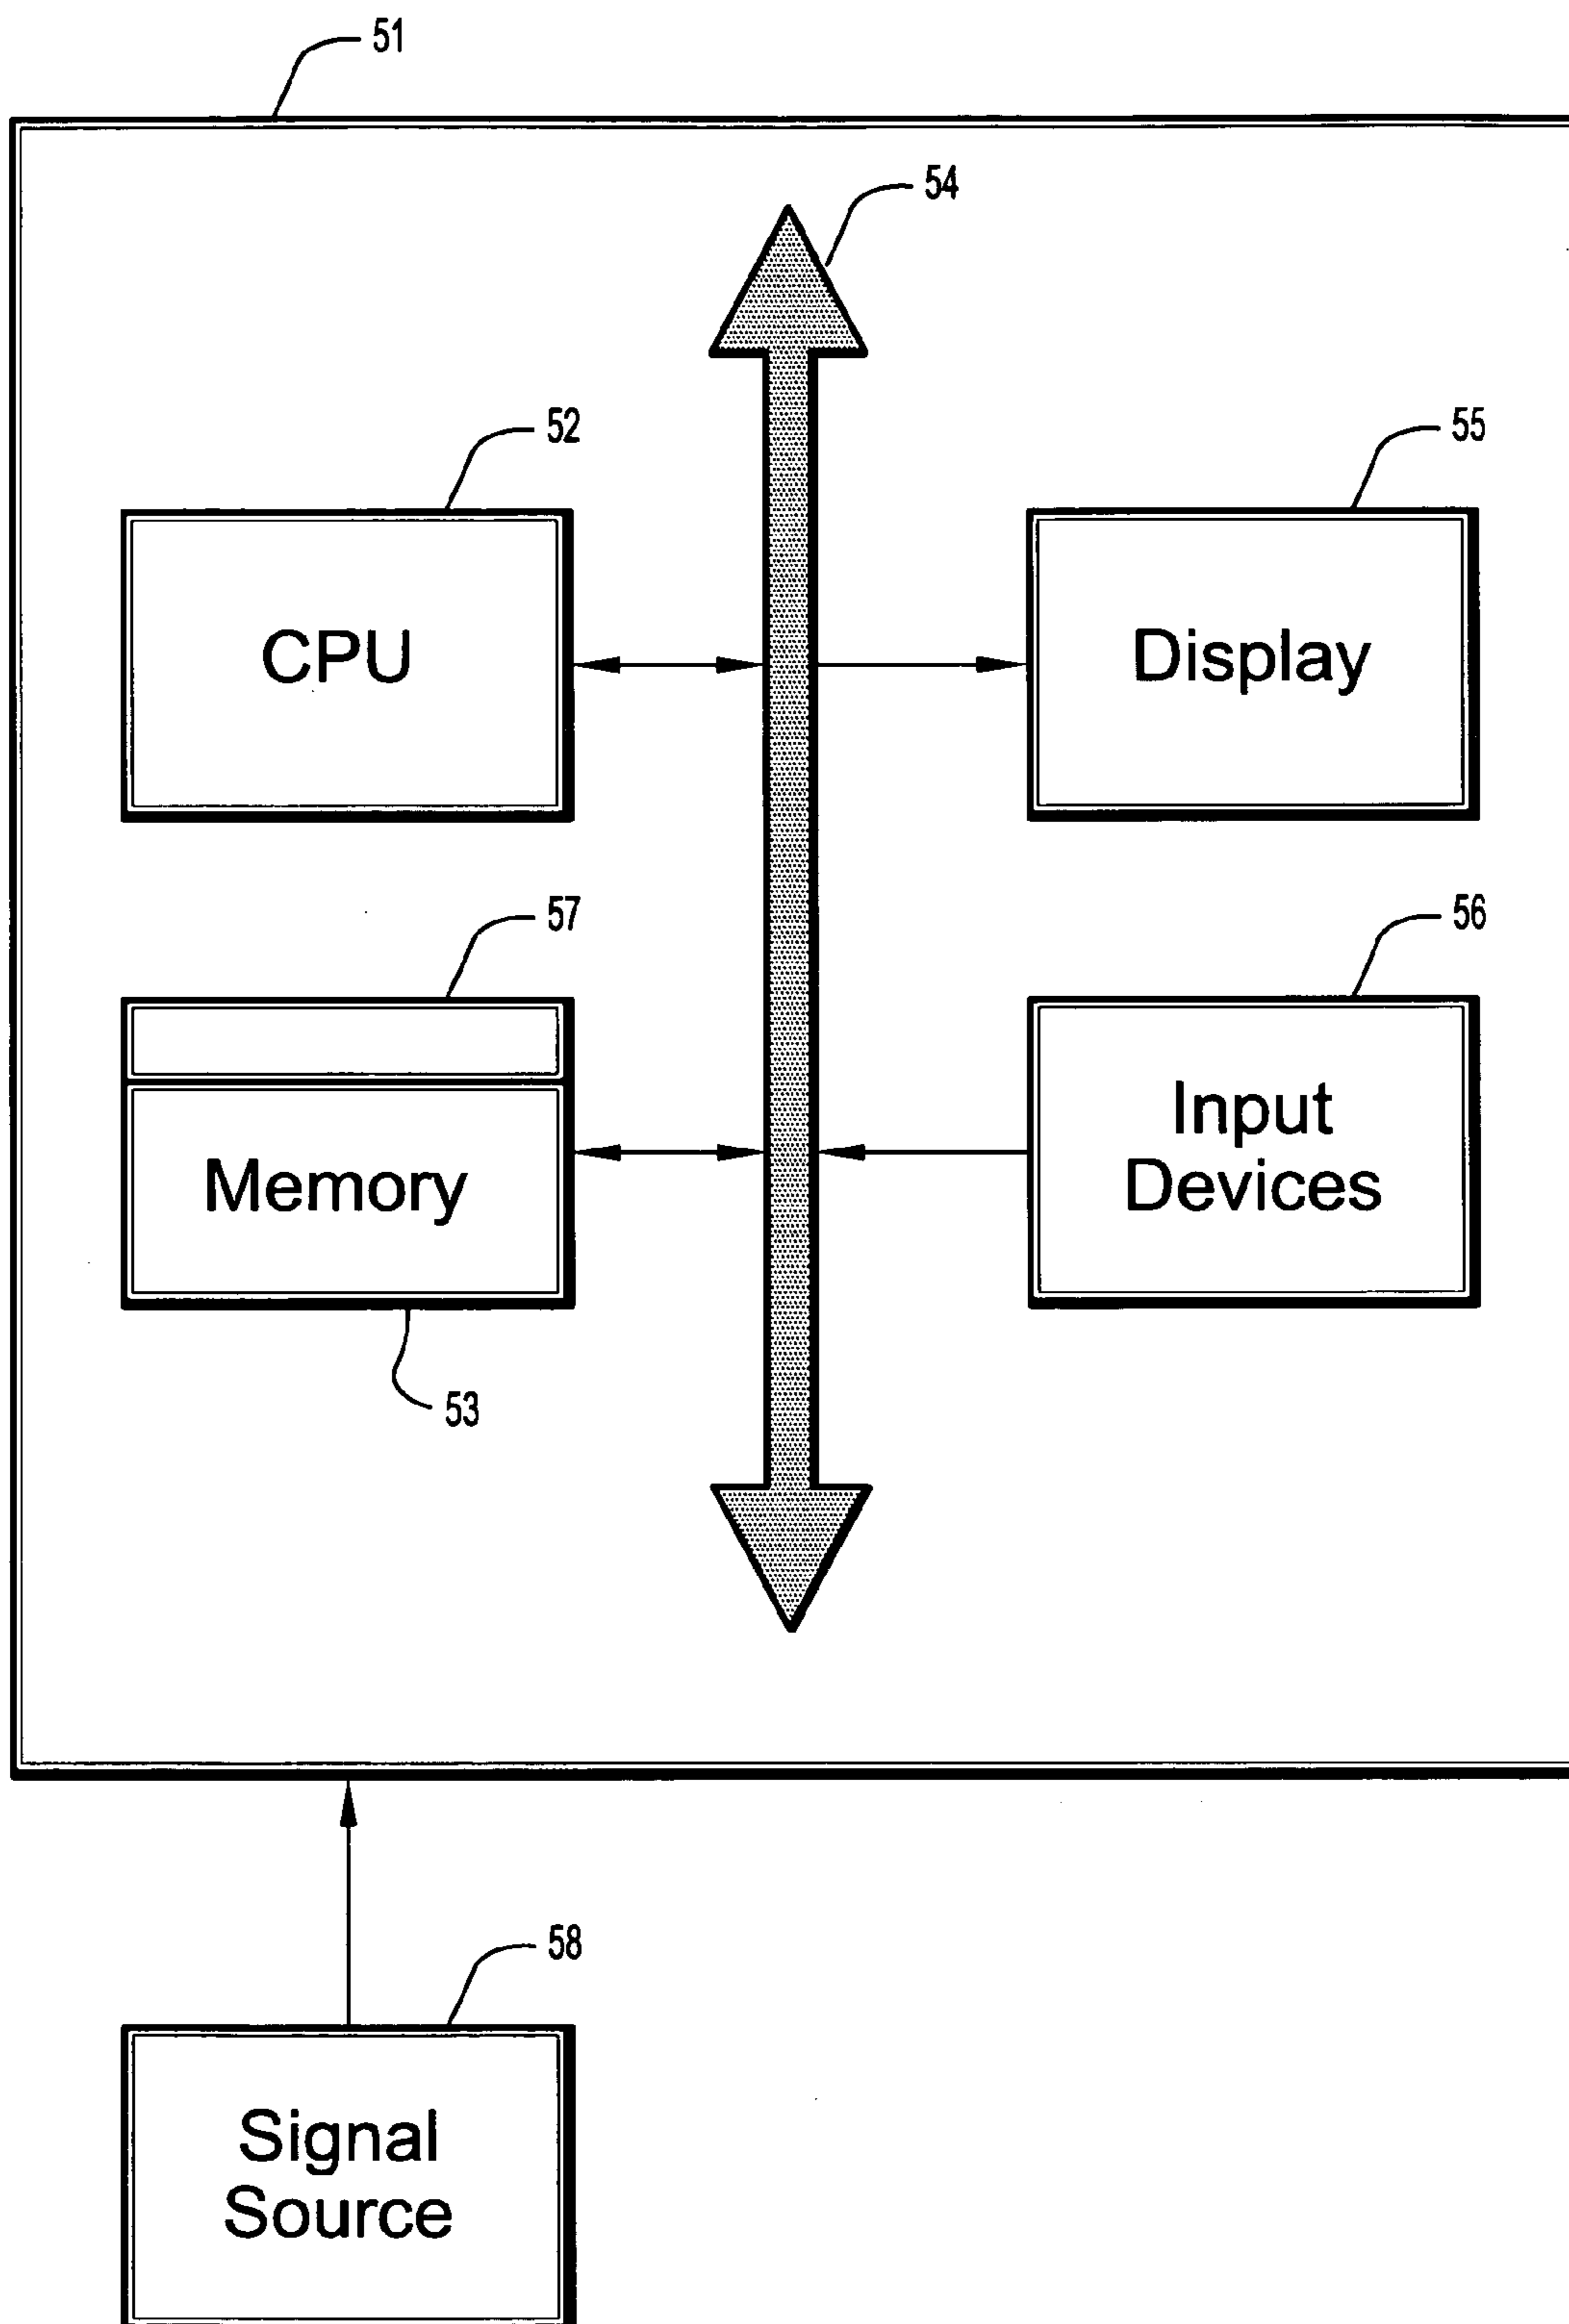 51
54
52
55
CPU
Display
57
56
Input
Devices
Memory
53
58
Signal
Source